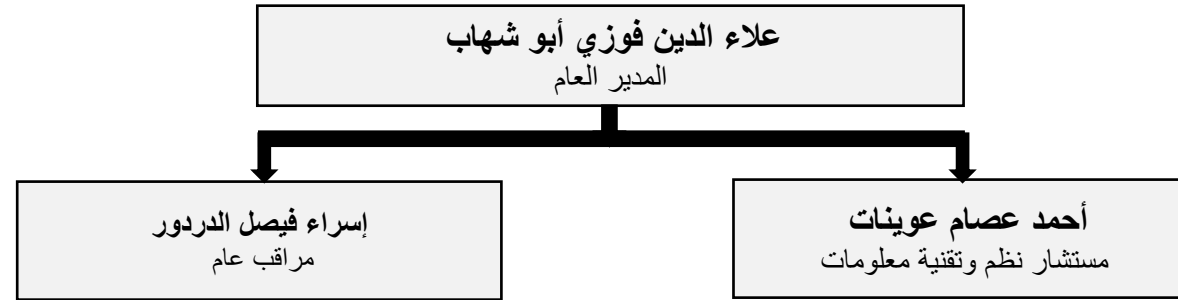 علاء الدين فوزي أبو شهاب
المدير العام
أحمد عصام عوينات
مستشار نظم وتقنية معلومات
إسراء فيصل الدردور
مراقب عام